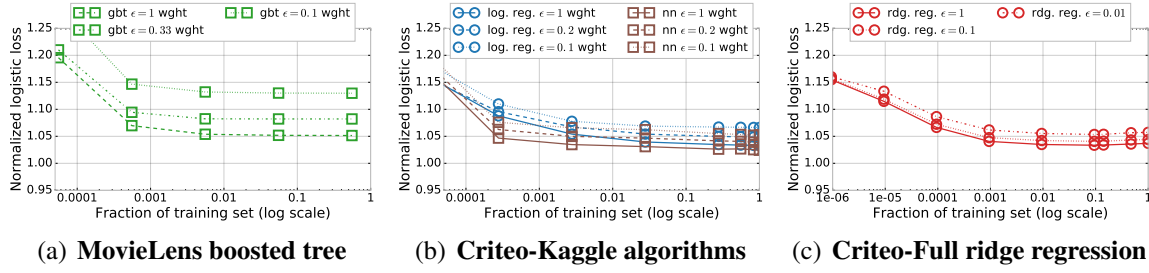 gbt ϵ=1 wght
gbt ϵ=0.1 wght
gbt ϵ=0.33 wght
Normalized logistic loss
1.25
1.20
1.15
1.10
1.05
1.00
0.95
0.0001
0.001
0.01
0.1
1
Fraction of training set (log scale)
(a) MovieLens boosted tree
log. reg. ϵ=1 wght
nn ϵ=1 wght
log. reg. ϵ=0.2 wght
nn ϵ=0.2 wght
log. reg. ϵ=0.1 wght
nn ϵ=0.1 wght
Normalized logistic loss
1.25
1.20
1.15
1.10
1.05
1.00
0.95
0.0001
0.001
0.01
0.1
1
Fraction of training set (log scale)
(b) Criteo-Kaggle algorithms
rdg. reg. ϵ=1
rdg. reg. ϵ=0.01
rdg. reg. ϵ=0.1
Normalized logistic loss
1.25
1.20
1.15
1.10
1.05
1.00
0.95
1e-06
1e-05
0.0001
0.001
0.01
0.1
1
Fraction of training set (log scale)
(c) Criteo-Full ridge regression